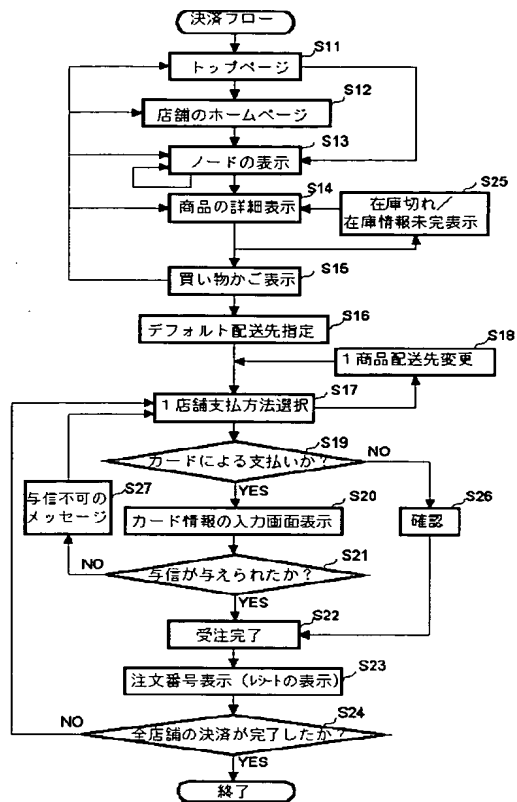 決済フロー
S11
トップページ
S12
店舗のホームページ
S13
ノードの表示
S14
商品の詳細表示
S25
在庫切れ／
在庫情報未完表示
S15
買い物かご表示
S16
デフォルト配送先指定
S18
1商品配送先変更
S17
1店舗支払方法選択
S19
カードによる支払いか？
NO
YES
S27
与信不可の
メッセージ
S20
カード情報の入力画面表示
S26
確認
S21
与信が与えられたか？
NO
YES
S22
受注完了
S23
注文番号表示（レシートの表示）
S24
全店舗の決済が完了したか？
NO
YES
終了